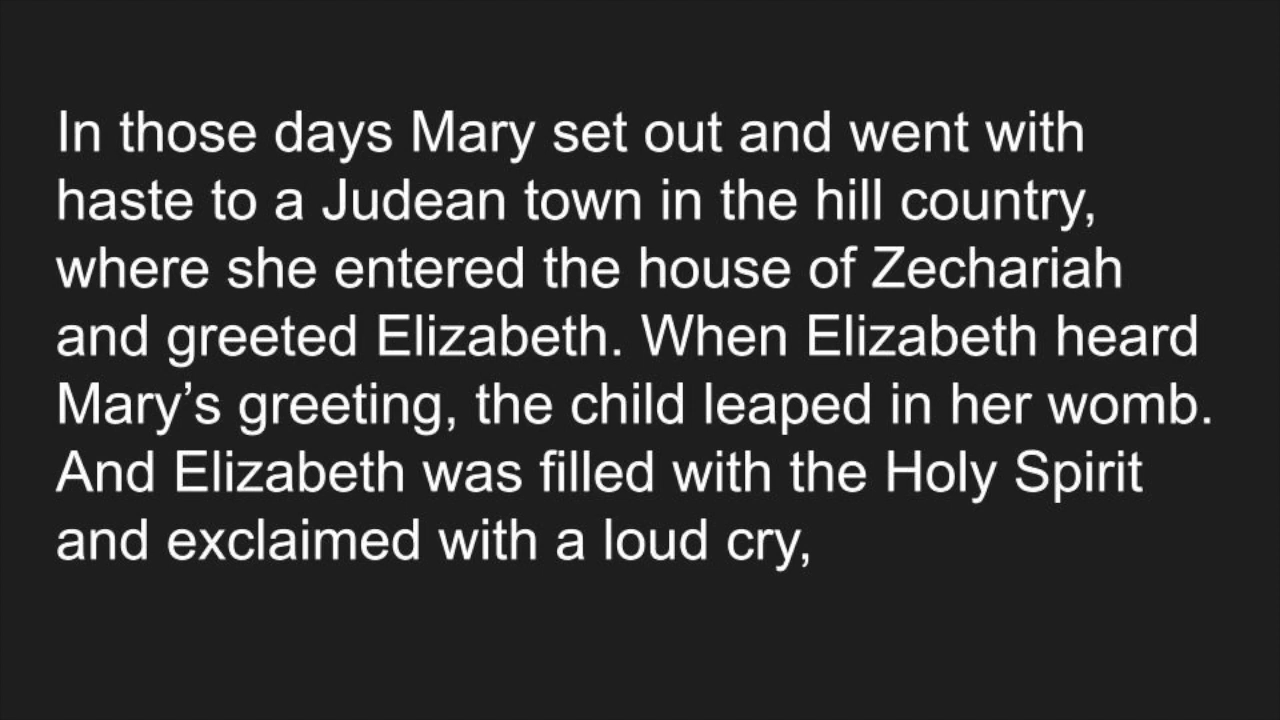 In those days Mary set out and went with
haste to a Judean town in the hill country,
where she entered the house of Zechariah
and greeted Elizabeth. When Elizabeth heard
Mary’s greeting, the child leaped in her womb.
And Elizabeth was filled with the Holy Spirit
and exclaimed with a loud cry,